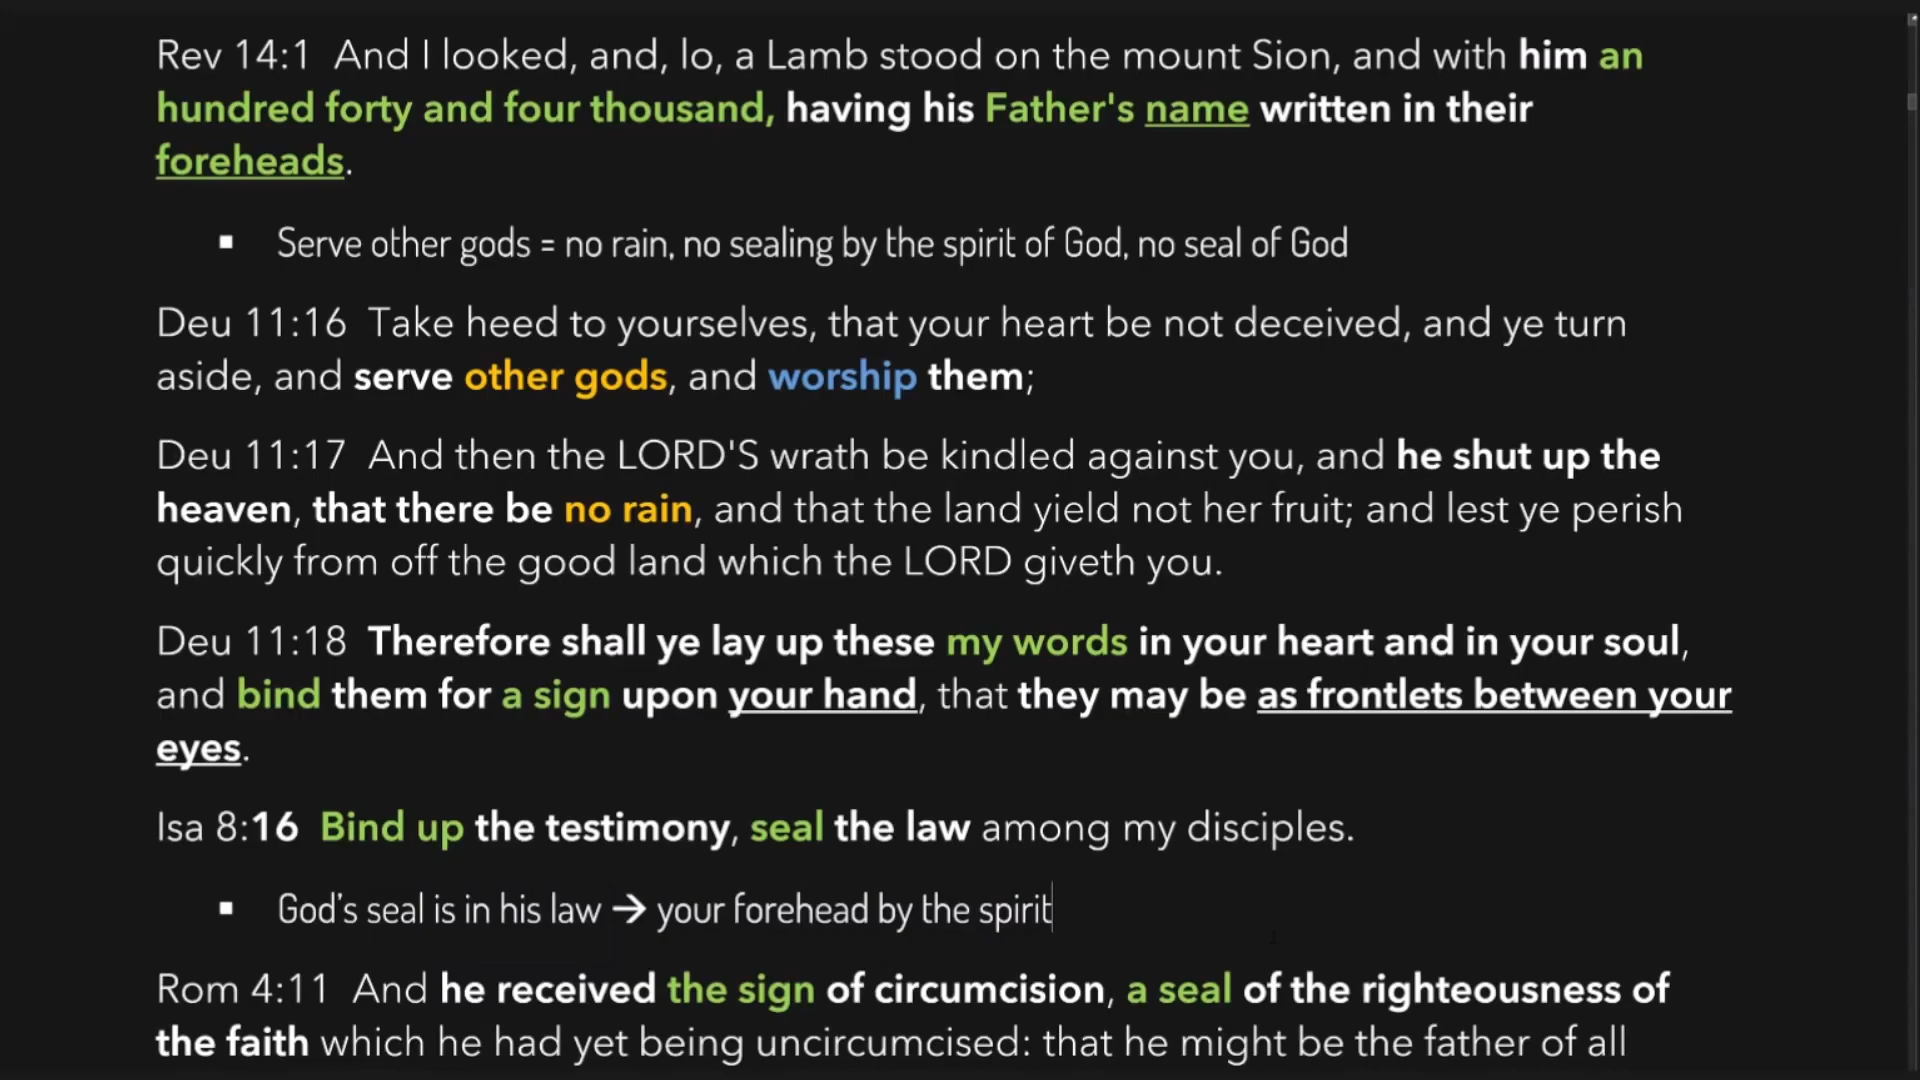 Rev 14:1  And I looked, and, lo, a Lamb stood on the mount Sion, and with him an
hundred forty and four thousand, having his Father's name written in their
foreheads.
▪ Serve other gods = no rain, no sealing by the spirit of God, no seal of God
Deu 11:16  Take heed to yourselves, that your heart be not deceived, and ye turn
aside, and serve other gods, and worship them;
Deu 11:17  And then the LORD'S wrath be kindled against you, and he shut up the
heaven, that there be no rain, and that the land yield not her fruit; and lest ye perish
quickly from off the good land which the LORD giveth you.
Deu 11:18  Therefore shall ye lay up these my words in your heart and in your soul,
and bind them for a sign upon your hand, that they may be as frontlets between your
eyes.
Isa 8:16  Bind up the testimony, seal the law among my disciples.
▪ God’s seal is in his law → your forehead by the spirit
Rom 4:11  And he received the sign of circumcision, a seal of the righteousness of
the faith which he had yet being uncircumcised: that he might be the father of all